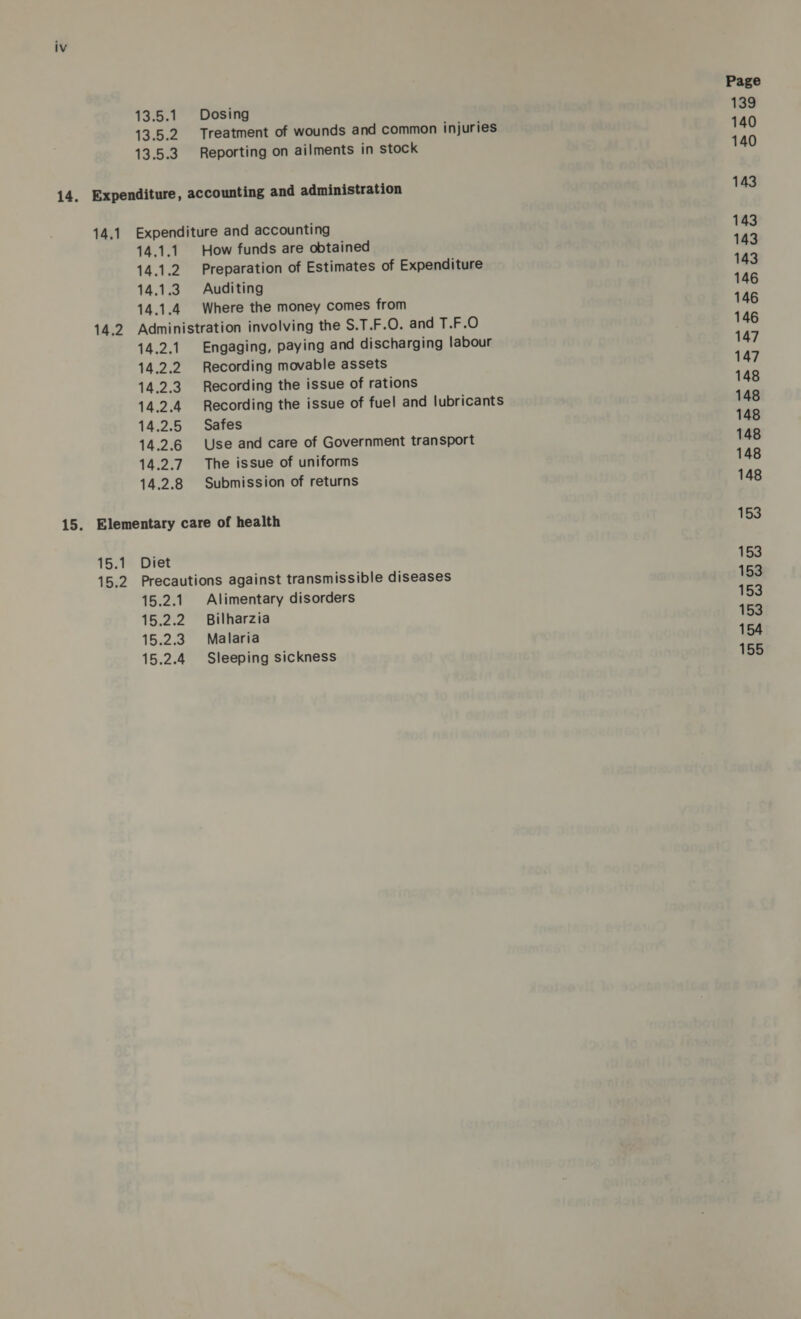 iv
Page
13.5.1 Dosing 139
13.5.2 Treatment of wounds and common injuries 140
13.5.3 Reporting on ailments in stock 140
14. Expenditure, accounting and administration 143
14.1 Expenditure and accounting 143
14.1.1 How funds are obtained 143
14.1.2 Preparation of Estimates of Expenditure 143
14.1.3 Auditing 146
14.1.4 Where the money comes from 146
14.2 Administration involving the S.T.F.O. and T.F.O 146
14.2.1 Engaging, paying and discharging labour 147
14.2.2 Recording movable assets 147
14.2.3 Recording the issue of rations 148
14.2.4 Recording the issue of fuel and lubricants 148
14.2.5 Safes 148
14.2.6 Use and care of Government transport 148
14.2.7 The issue of uniforms 148
14.2.8 Submission of returns 148
15. Elementary care of health 153
15.1 Diet 153
15.2 Precautions against transmissible diseases 153
15.2.1 Alimentary disorders 153
15.2.2 Bilharzia 153
15.2.3 Malaria 154
15.2.4 Sleeping sickness 155